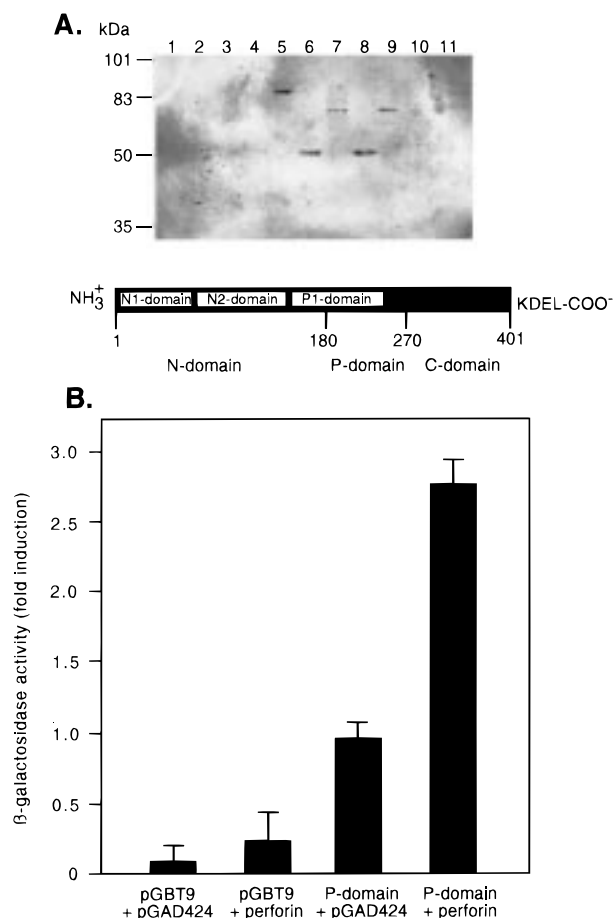 A.
kDa
1 2 3 4 5 6 7 8 9 10 11
101
83
50
35
NH3+ N1-domain N2-domain P1-domain KDEL-COO-
1 180 270 401
N-domain P-domain C-domain
B.
ß-galactosidase activity (fold induction)
3.0
2.5
2.0
1.5
1.0
0.5
0
pGBT9 + pGAD424
pGBT9 + perforin
P-domain + pGAD424
P-domain + perforin